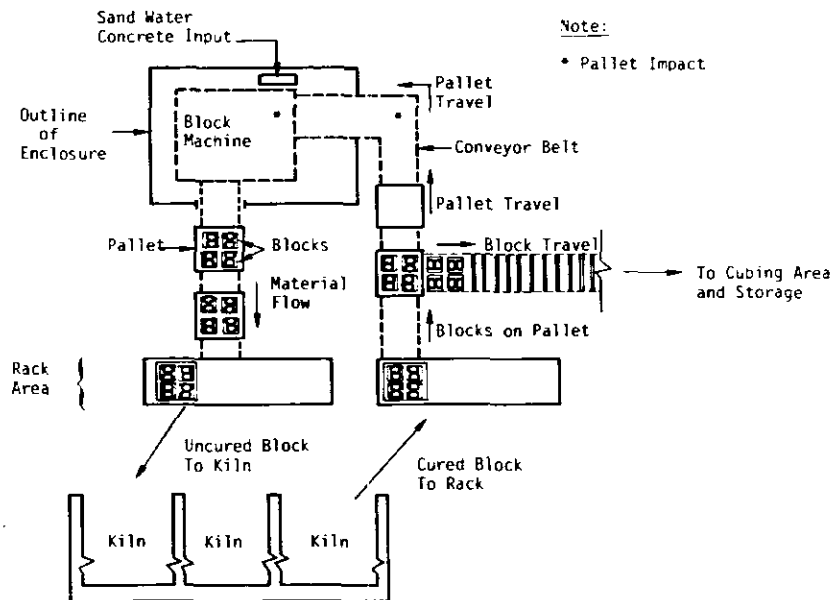 Sand Water
Concrete Input
Note:
• Pallet Impact
Pallet
Travel
Outline
of
Enclosure
Block
Machine
Conveyor Belt
Pallet Travel
Pallet
Blocks
Block Travel
To Cubing Area
and Storage
Material
Flow
Blocks on Pallet
Rack
Area
Uncured Block
To Kiln
Cured Block
To Rack
Kiln
Kiln
Kiln